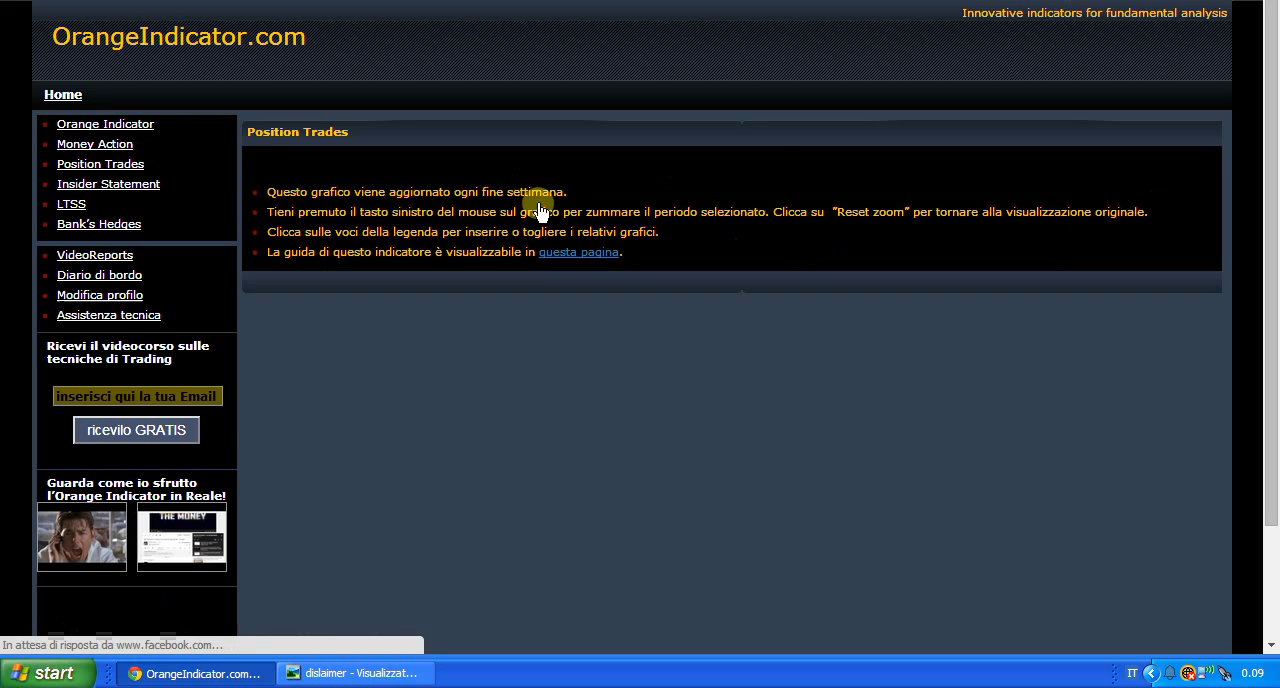 Innovative indicators for fundamental analysis
OrangeIndicator.com
Home
Orange Indicator
Money Action
Position Trades
Insider Statement
LTSS
Bank's Hedges
VideoReports
Diario di bordo
Modifica profilo
Assistenza tecnica
Ricevi il videocorso sulle
tecniche di Trading
inserisci qui la tua Email
ricevilo GRATIS
Guarda come io sfrutto
l'Orange Indicator in Reale!
THE MONEY
Position Trades
Questo grafico viene aggiornato ogni fine settimana.
Tieni premuto il tasto sinistro del mouse sul grafico per zummare il periodo selezionato. Clicca su "Reset zoom" per tornare alla visualizzazione originale.
Clicca sulle voci della legenda per inserire o togliere i relativi grafici.
La guida di questo indicatore è visualizzabile in questa pagina.
In attesa di risposta da www.facebook.com...
start
OrangeIndicator.com...
dislaimer - Visualizzat...
IT
0.09